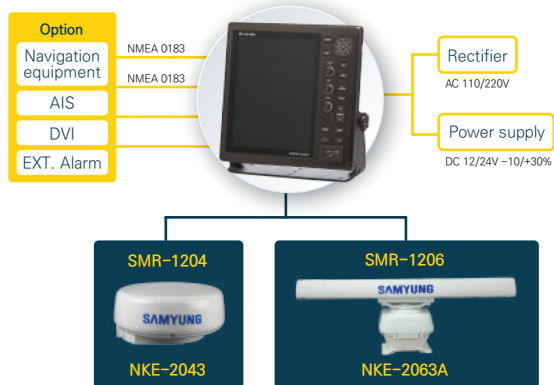 Option
Navigation
equipment
AIS
DVI
EXT. Alarm
NMEA 0183
NMEA 0183
Rectifier
AC 110/220V
Power supply
DC 12/24V -10/+30%
SMR-1204
SAMYUNG
NKE-2043
SMR-1206
SAMYUNG
NKE-2063A